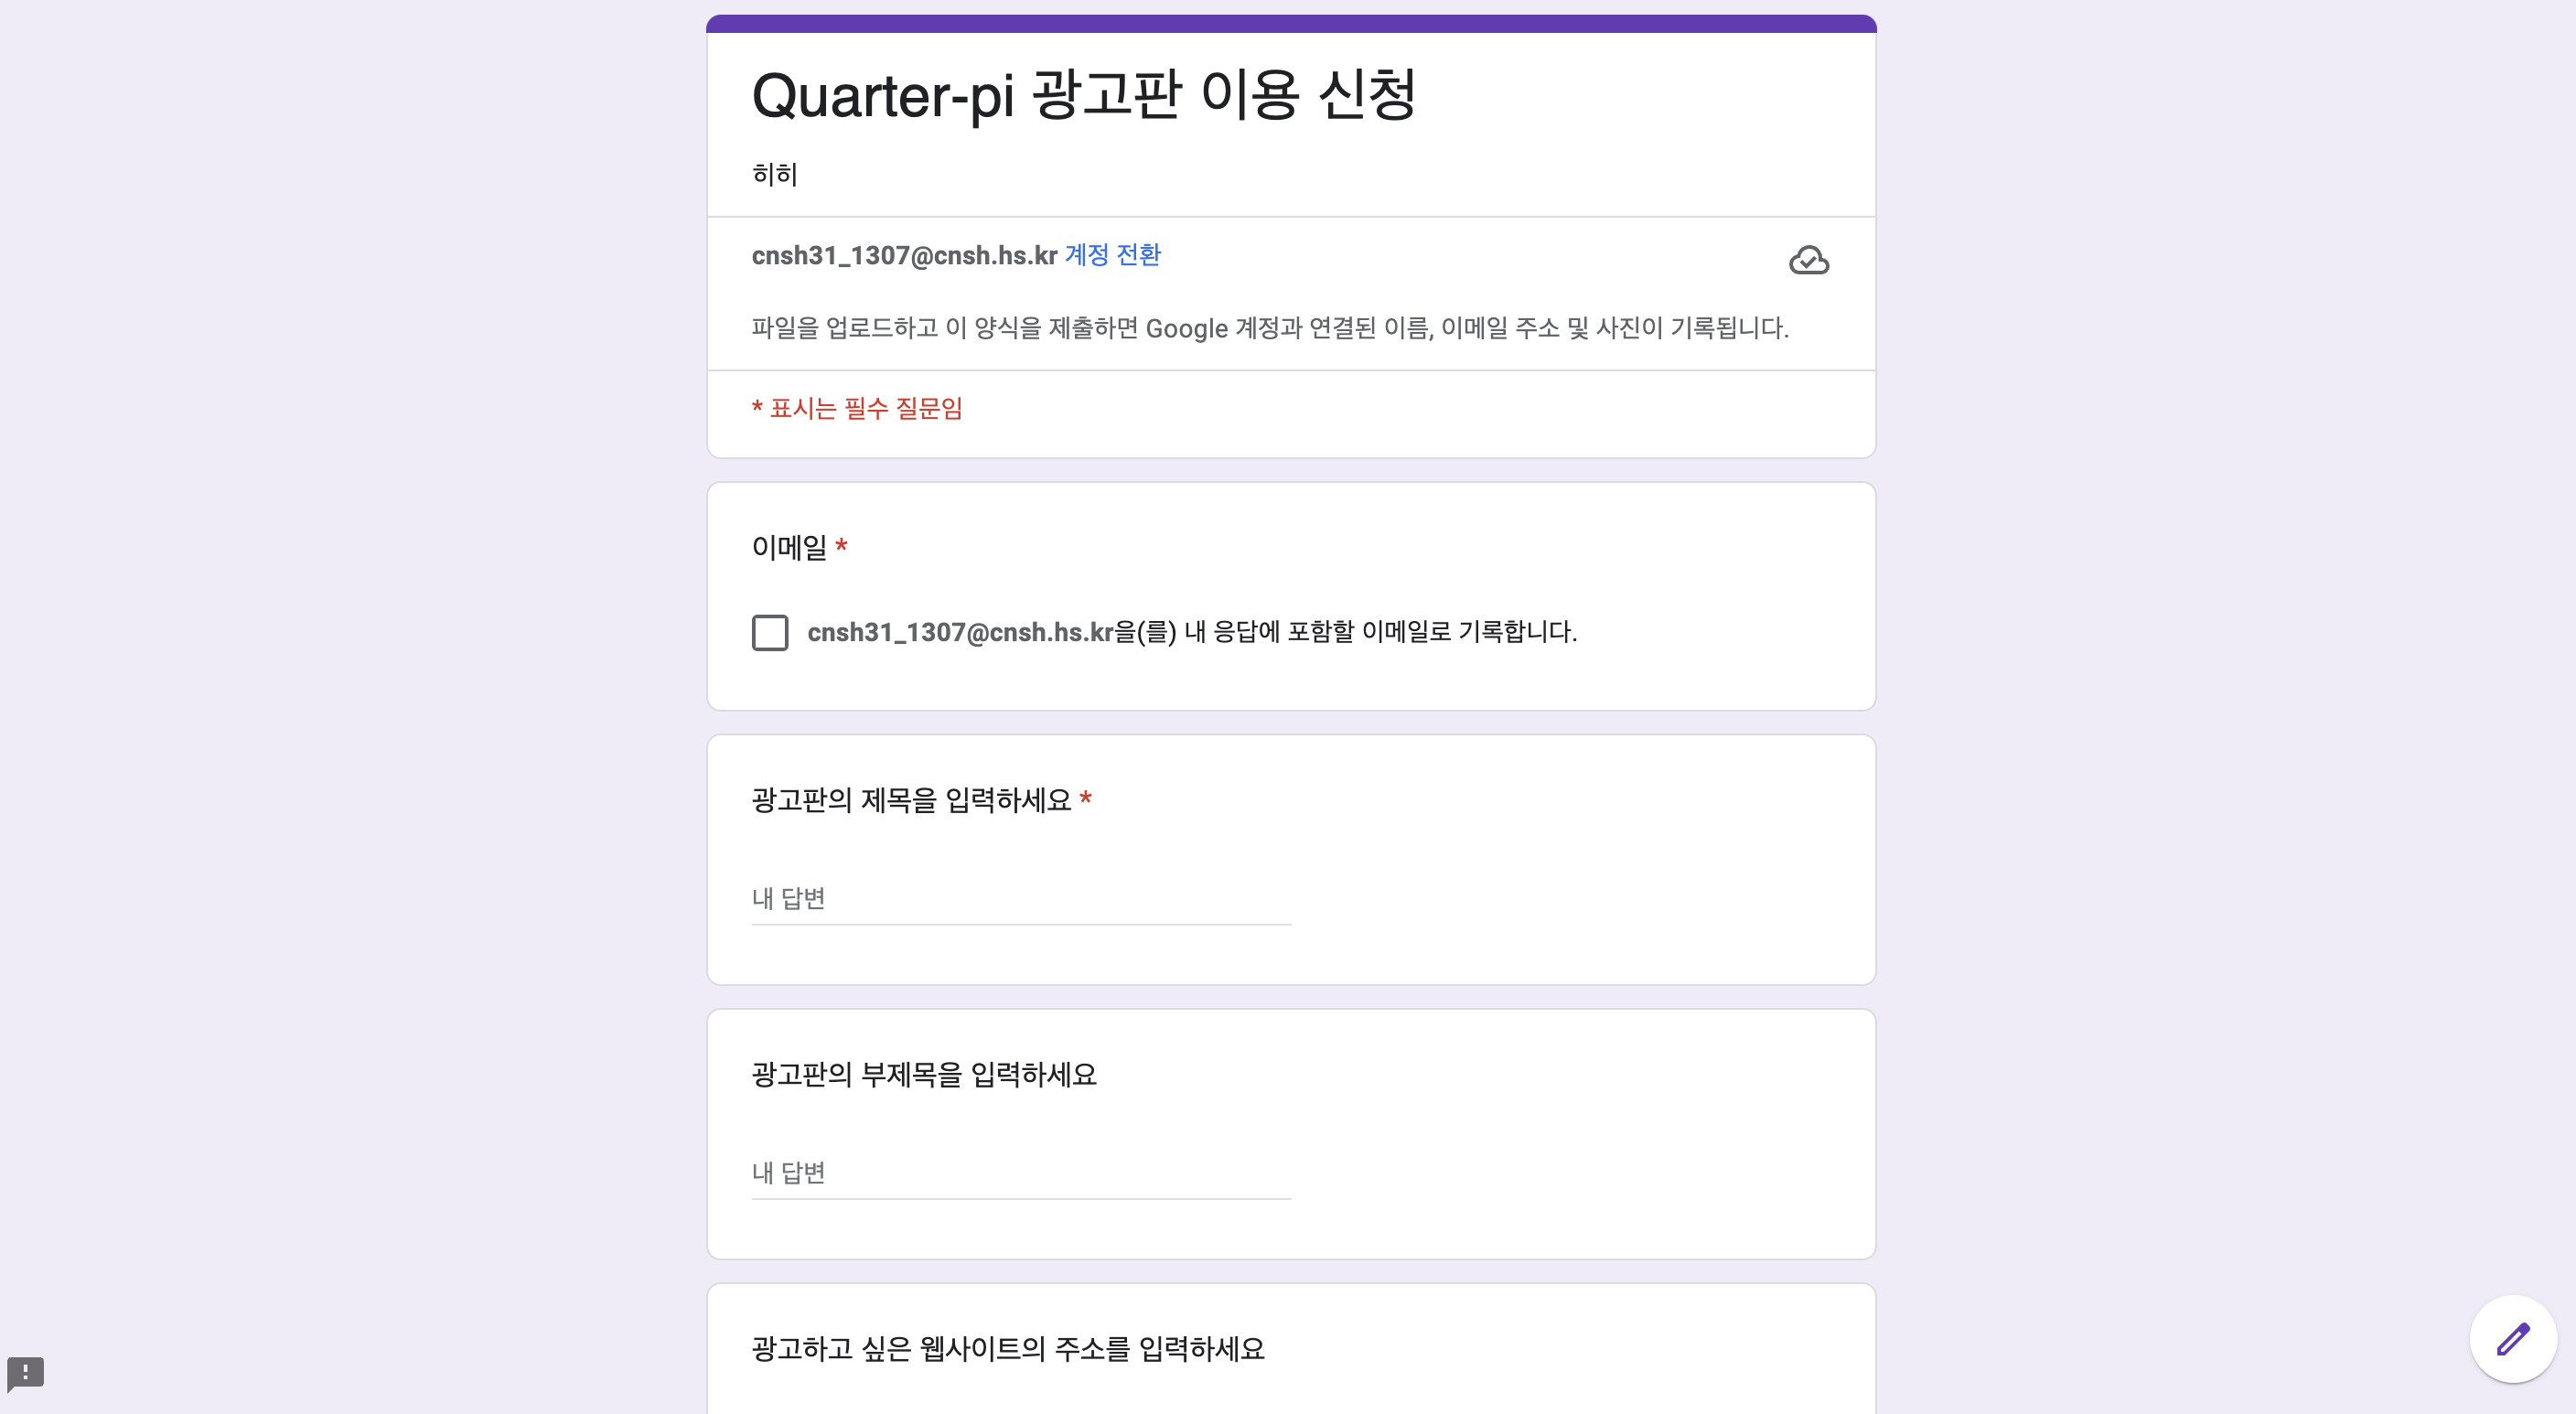 Quarter-pi 광고판 이용 신청
히히
cnsh31_1307@cnsh.hs.kr 계정 전환
파일을 업로드하고 이 양식을 제출하면 Google 계정과 연결된 이름, 이메일 주소 및 사진이 기록됩니다.
* 표시는 필수 질문임
이메일 *
cnsh31_1307@cnsh.hs.kr을(를) 내 응답에 포함할 이메일로 기록합니다.
광고판의 제목을 입력하세요 *
내 답변
광고판의 부제목을 입력하세요
내 답변
광고하고 싶은 웹사이트의 주소를 입력하세요